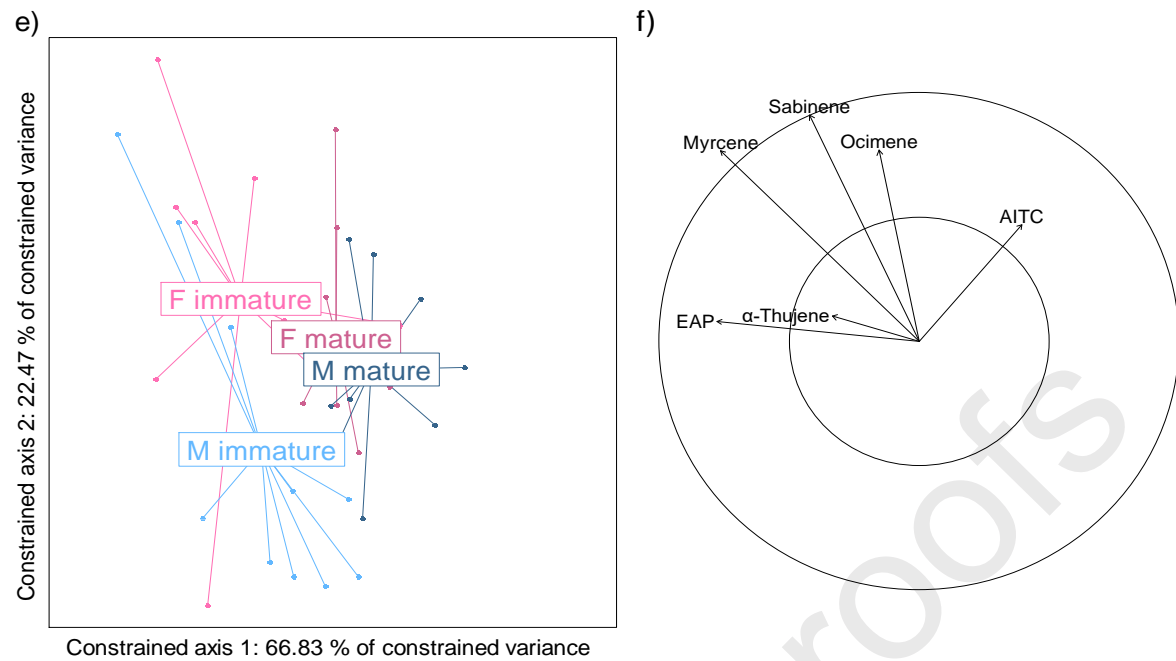 e)
Constrained axis 2: 22.47 % of constrained variance
F immature
F mature
M mature
M immature
Constrained axis 1: 66.83 % of constrained variance
f)
Sabinene
Myrcene
Ocimene
AITC
α-Thujene
EAP
roofs